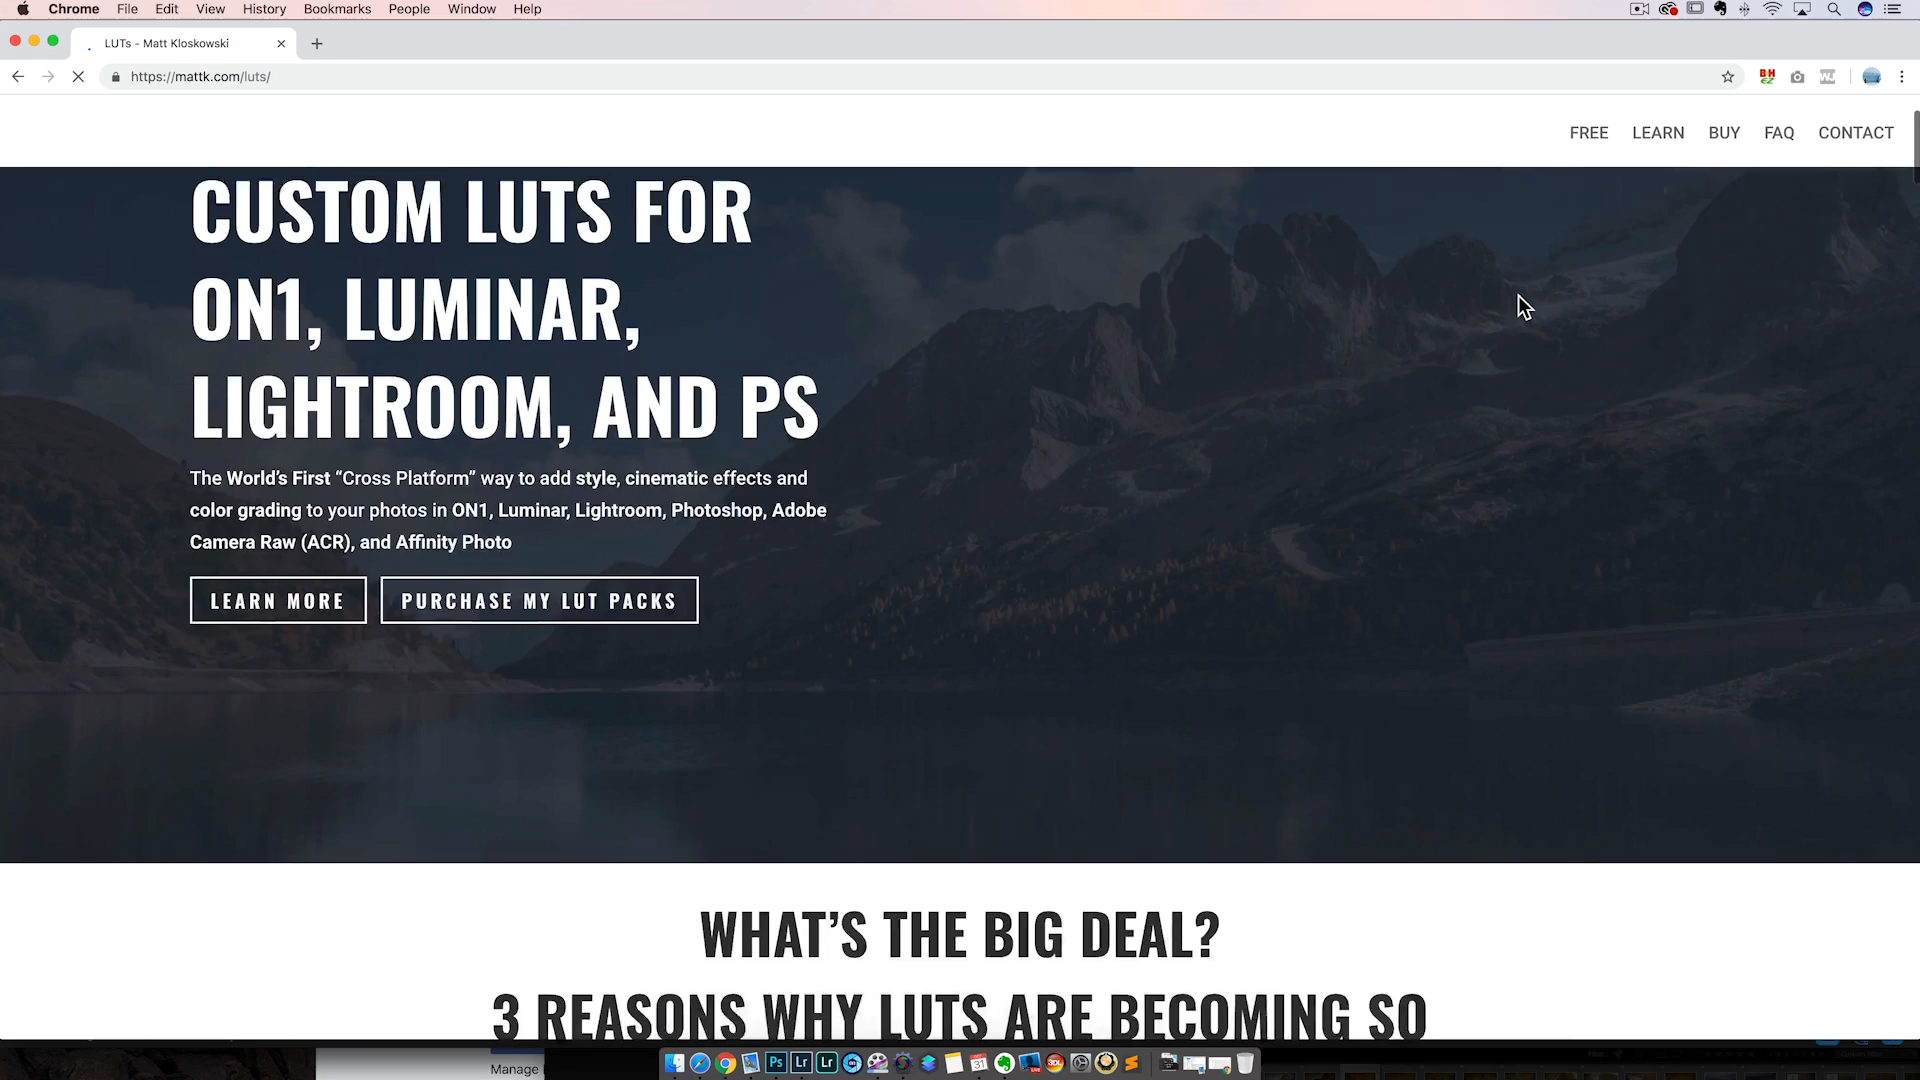 Chrome File Edit View History Bookmarks People Window Help
LUTs - Matt Kloskowski
https://mattk.com/luts/
FREE LEARN BUY FAQ CONTACT
CUSTOM LUTS FOR
ON1, LUMINAR,
LIGHTROOM, AND PS
The World’s First “Cross Platform” way to add style, cinematic effects and
color grading to your photos in ON1, Luminar, Lightroom, Photoshop, Adobe
Camera Raw (ACR), and Affinity Photo
LEARN MORE PURCHASE MY LUT PACKS
WHAT’S THE BIG DEAL?
3 REASONS WHY LUTS ARE BECOMING SO
Manage
Ps Lr Lr 31